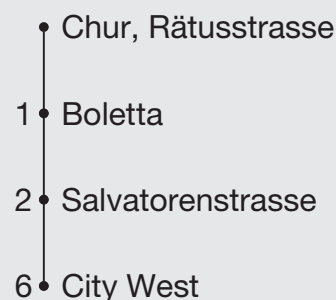 Chur, Rätusstrasse
1 Boletta
2 Salvatorenstrasse
6 City West